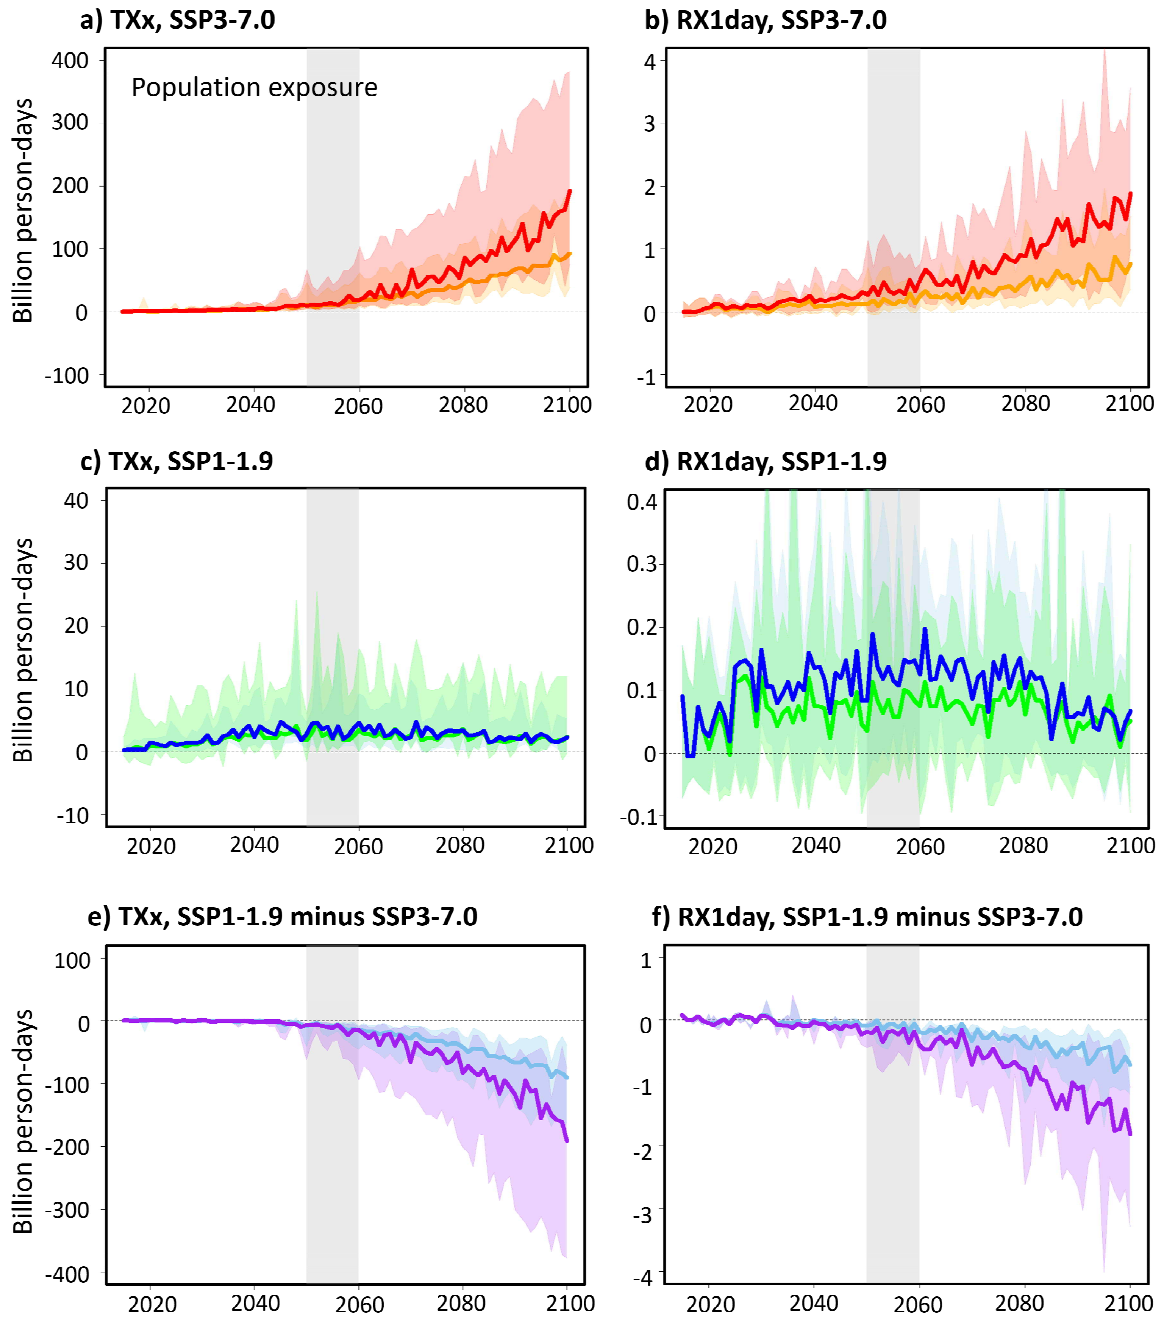 a) TXx, SSP3-7.0
b) RX1day, SSP3-7.0
Population exposure
Billion person-days
400
300
200
100
0
-100
2020 2040 2060 2080 2100
4
3
2
1
0
-1
2020 2040 2060 2080 2100
c) TXx, SSP1-1.9
d) RX1day, SSP1-1.9
Billion person-days
40
30
20
10
0
-10
2020 2040 2060 2080 2100
0.4
0.3
0.2
0.1
0
-0.1
2020 2040 2060 2080 2100
e) TXx, SSP1-1.9 minus SSP3-7.0
f) RX1day, SSP1-1.9 minus SSP3-7.0
Billion person-days
100
0
-100
-200
-300
-400
2020 2040 2060 2080 2100
1
0
-1
-2
-3
-4
2020 2040 2060 2080 2100